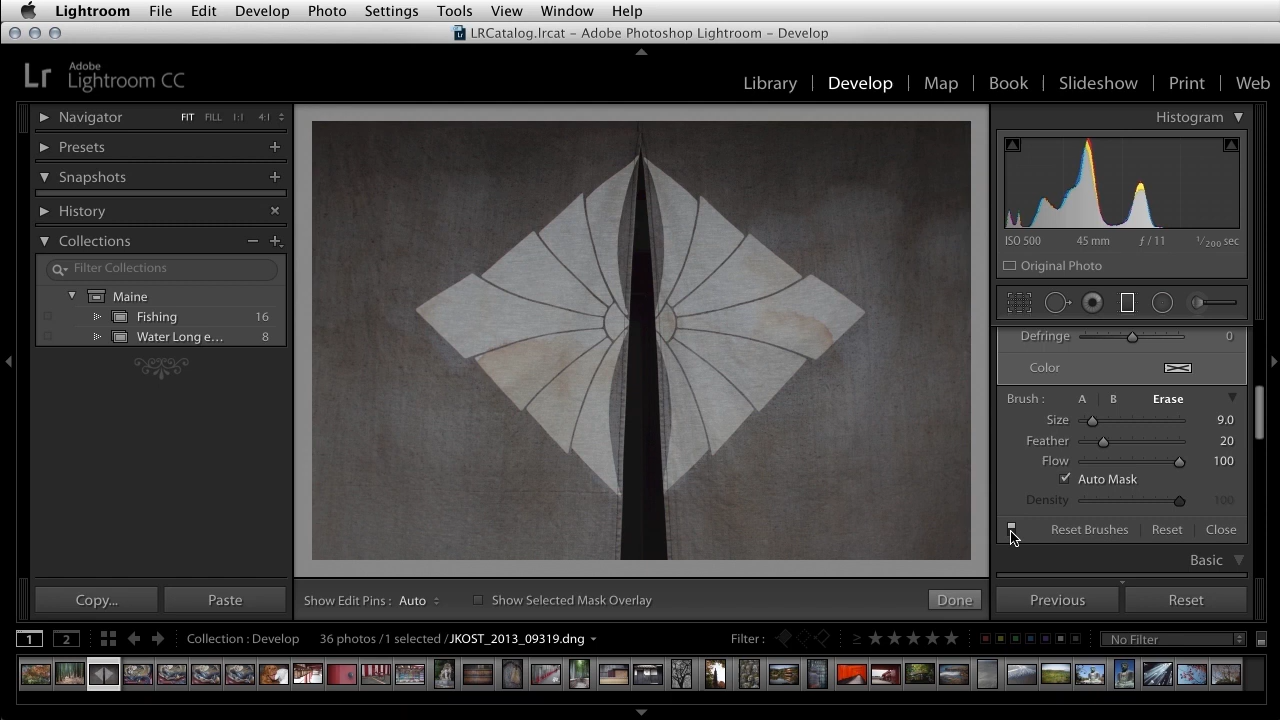 Lightroom File Edit Develop Photo Settings Tools View Window Help
LRCatalog.lrcat – Adobe Photoshop Lightroom – Develop
Lr Adobe
Lightroom CC
Library | Develop | Map | Book | Slideshow | Print | Web
Navigator FIT FILL 1:1 4:1
Presets
Snapshots
History
Collections
Filter Collections
Maine
Fishing 16
Water Long e... 8
Copy... Paste
Show Edit Pins : Auto Show Selected Mask Overlay Done
Histogram
ISO 500 45 mm ƒ / 11 1/200 sec
Original Photo
Defringe 0
Color
Brush : A B Erase
Size 9.0
Feather 20
Flow 100
Auto Mask
Density 100
Reset Brushes Reset Close
Basic
Previous Reset
1 2 Collection : Develop 36 photos /1 selected /JKOST_2013_09319.dng Filter : ≥ ★★★★★ No Filter